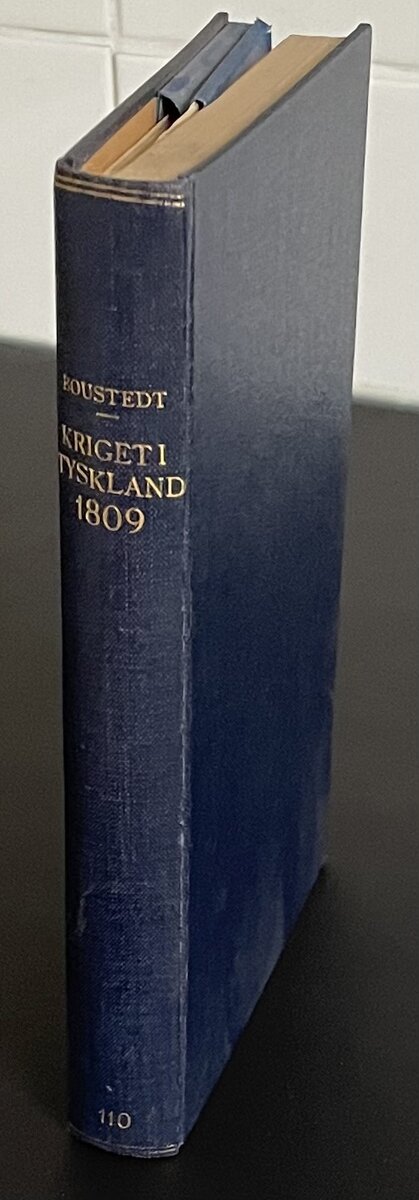 BOUSTEDT
KRIGET I
TYSKLAND
1809
110